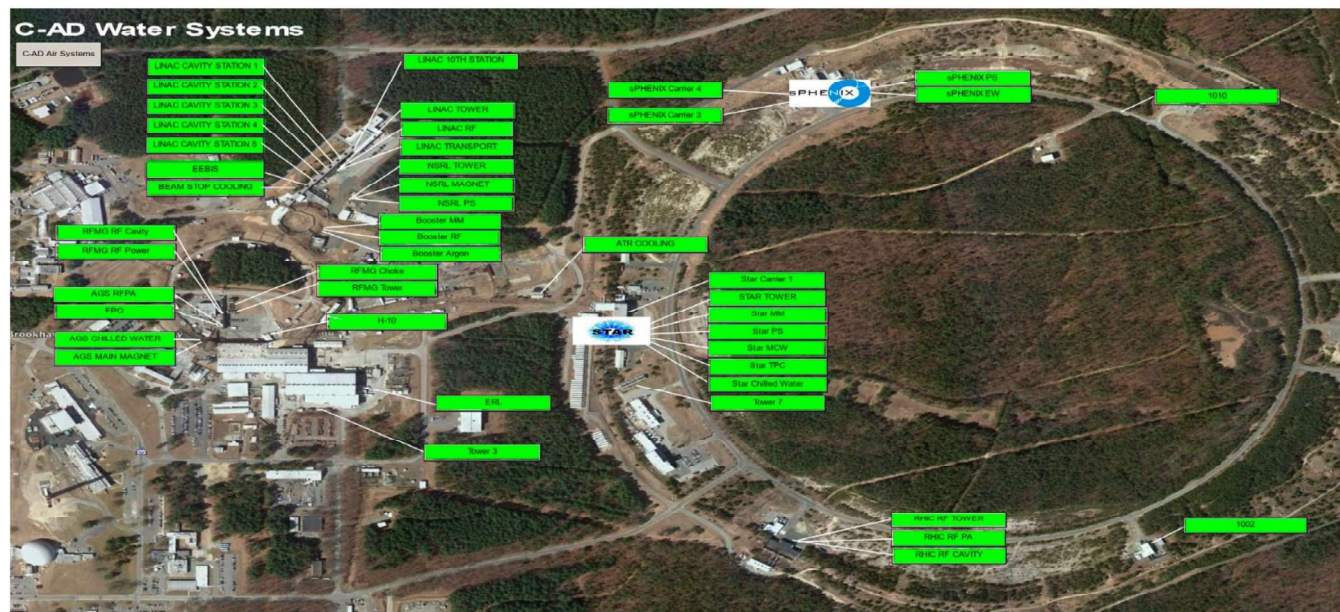 C-AD Water Systems
C-AD Air Systems
LINAC CAVITY STATION 1
LINAC CAVITY STATION 2
LINAC CAVITY STATION 3
LINAC CAVITY STATION 4
LINAC CAVITY STATION 5
EEBIS
BEAM STOP COOLING
LINAC 10TH STATION
LINAC TOWER
LINAC RF
LINAC TRANSPORT
NSRL TOWER
NSRL MAGNET
NSRL PS
Booster MM
Booster RF
Booster Argon
RFMG RF Cavity
RFMG RF Power
RFMG Choke
RFMG Tower
AGS RFPA
FPO
H-10
AGS CHILLED WATER
AGS MAIN MAGNET
ERL
Tower 3
ATR COOLING
sPHENIX Carrier 4
sPHENIX Carrier 3
sPHENIX
sPHENIX PS
sPHENIX EW
1010
STAR
Star Carrier 1
STAR TOWER
Star MM
Star PS
Star MCW
Star TPC
Star Chilled Water
Tower 7
RHIC RF TOWER
RHIC RF PA
RHIC RF CAVITY
1002